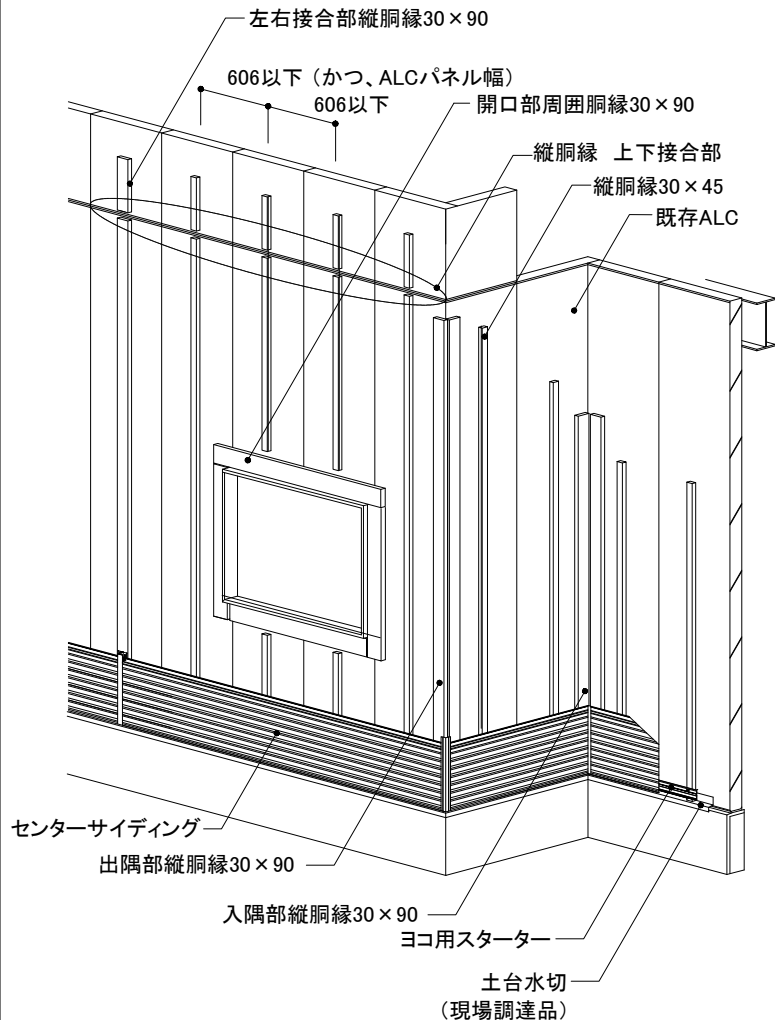 左右接合部縦胴縁30×90
606以下（かつ、ALCパネル幅）
606以下
開口部周囲胴縁30×90
縦胴縁　上下接合部
縦胴縁30×45
既存ALC
センターサイディング
出隅部縦胴縁30×90
入隅部縦胴縁30×90
ヨコ用スターター
土台水切
（現場調達品）